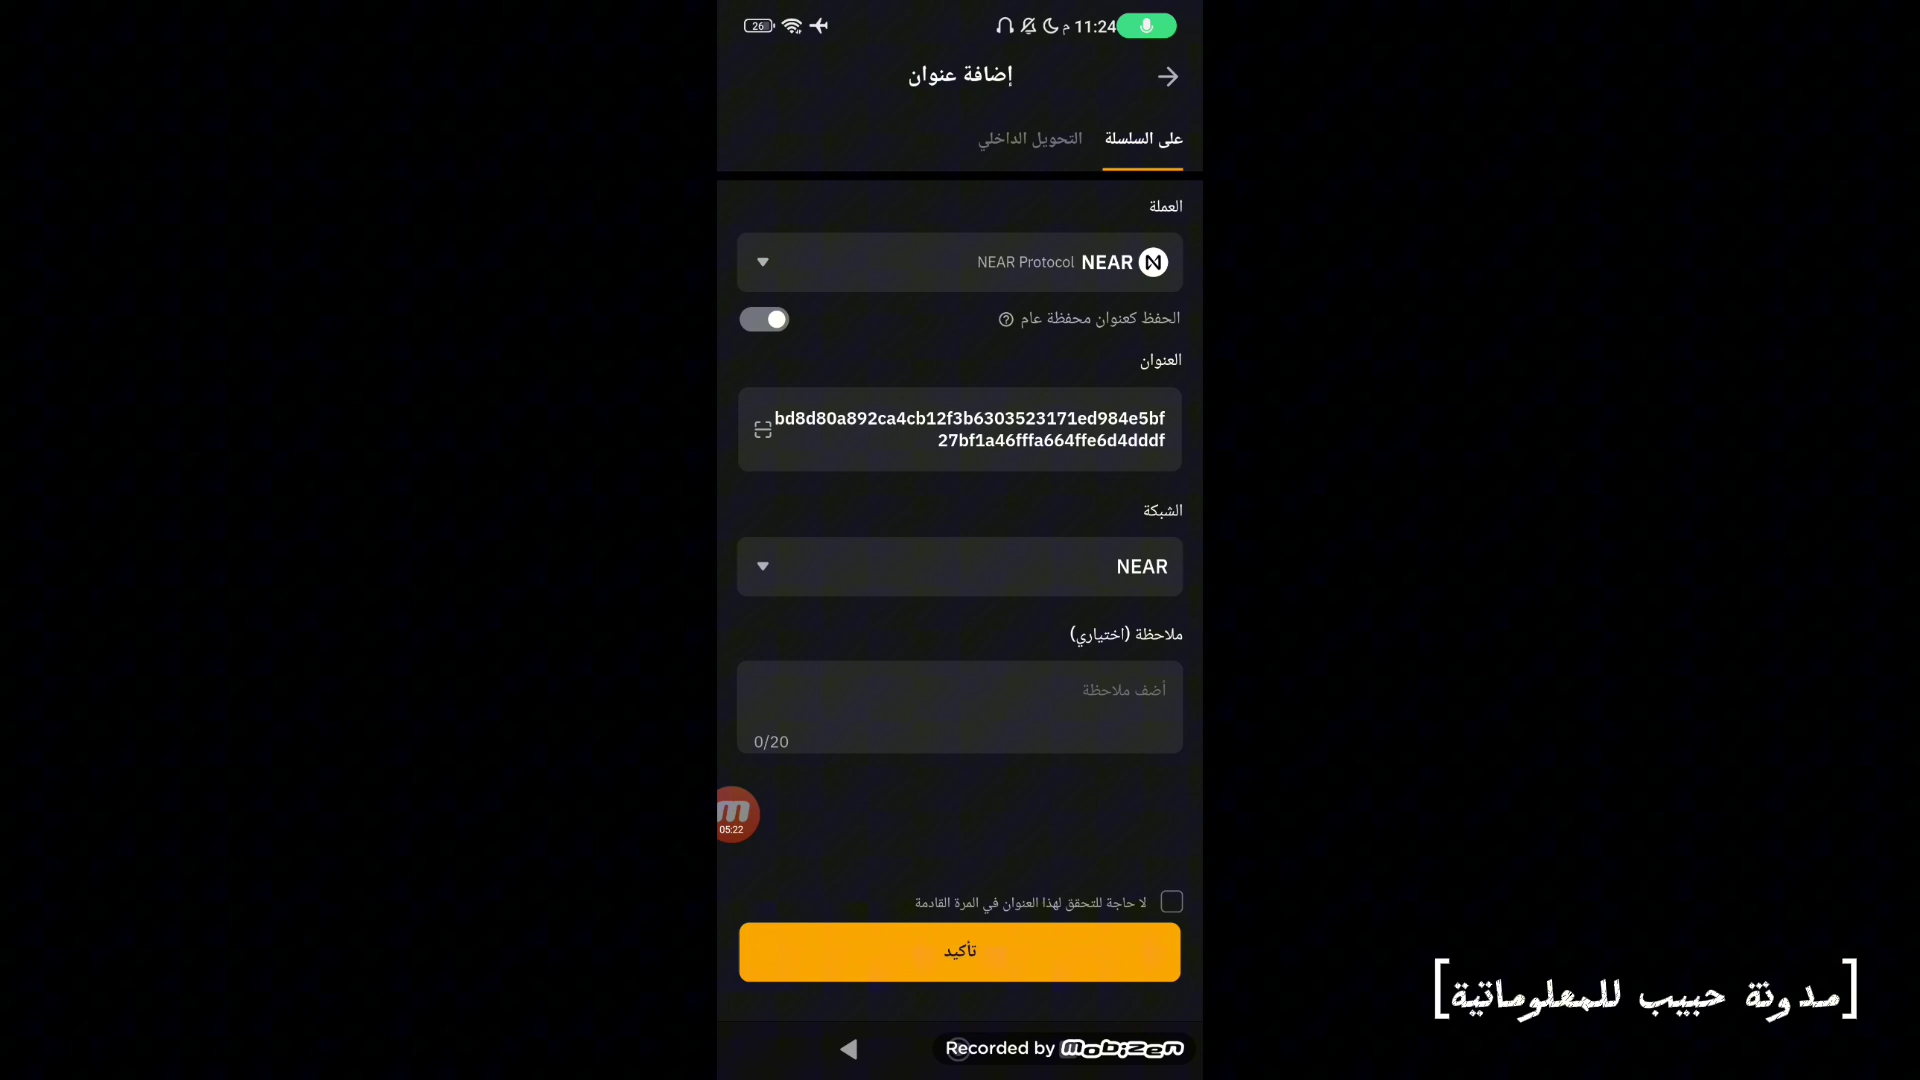 26
م 11:24
إضافة عنوان
على السلسلة
التحويل الداخلي
العملة
NEAR NEAR Protocol
الحفظ كعنوان محفظة عام
العنوان
bd8d80a892ca4cb12f3b6303523171ed984e5bf
27bf1a46fffa664ffe6d4dddf
الشبكة
NEAR
ملاحظة (اختياري)
أضف ملاحظة
0/20
m
05:22
لا حاجة للتحقق لهذا العنوان في المرة القادمة
تأكيد
[مدونة حبيب للمعلوماتية]
Recorded by mobizen